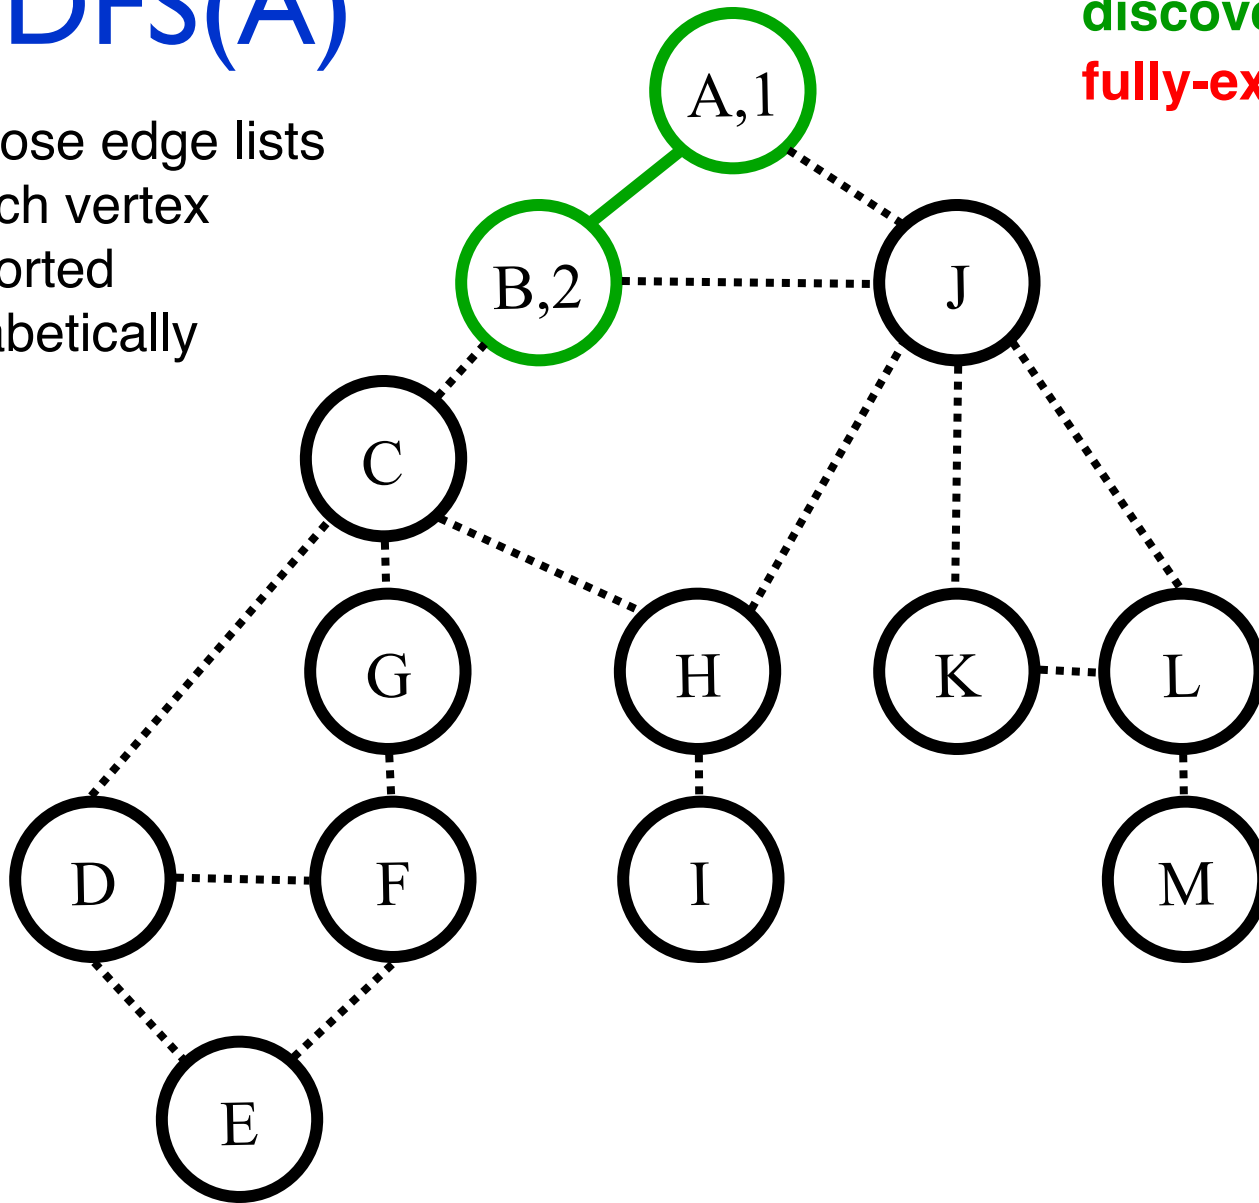 DFS(A)
discove
fully-ex
ose edge lists
ch vertex
orted
abetically
A,1
B,2
J
C
G
H
K
L
D
F
I
M
E